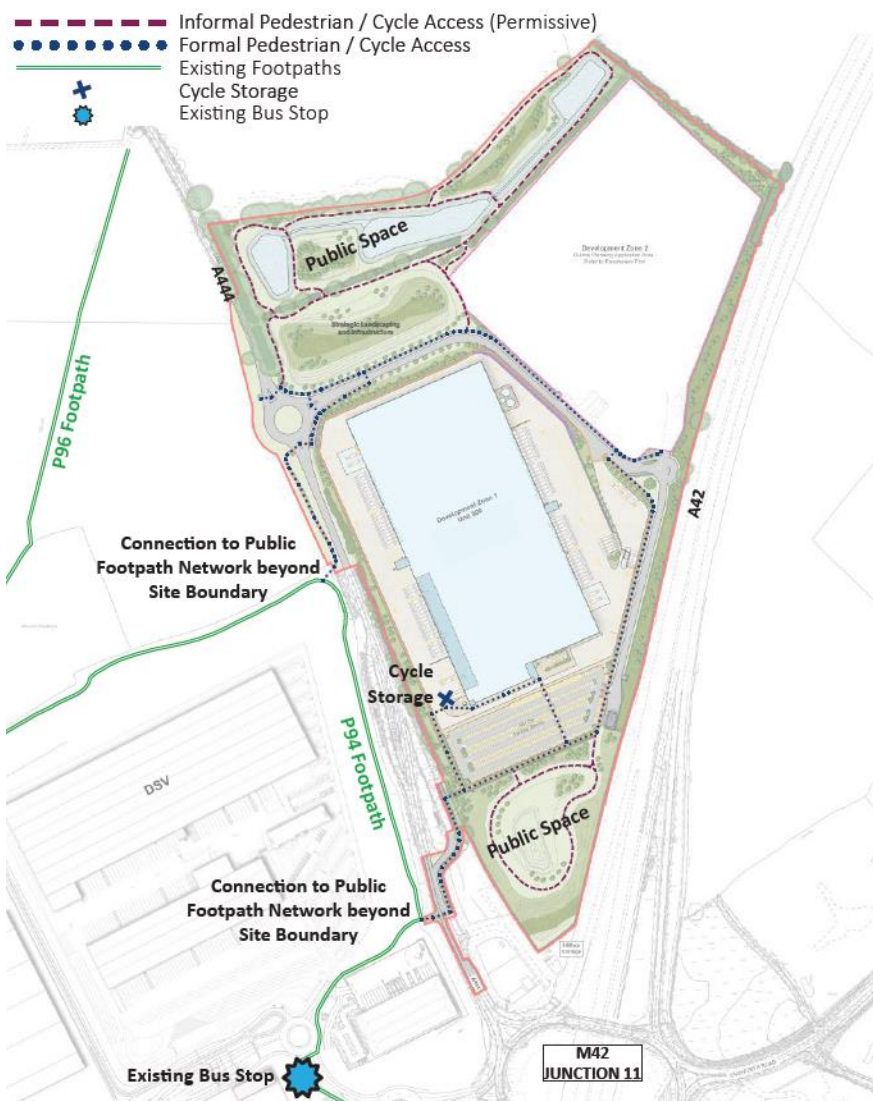 Informal Pedestrian / Cycle Access (Permissive)
Formal Pedestrian / Cycle Access
Existing Footpaths
Cycle Storage
Existing Bus Stop
Public Space
Development Zone 2
A444
Strategic Landscaping
and Infrastructure
P96 Footpath
A42
Development Zone 1
Connection to Public
Footpath Network beyond
Site Boundary
Cycle
Storage
DSV
P94 Footpath
Public Space
Connection to Public
Footpath Network beyond
Site Boundary
Existing Bus Stop
M42
JUNCTION 11